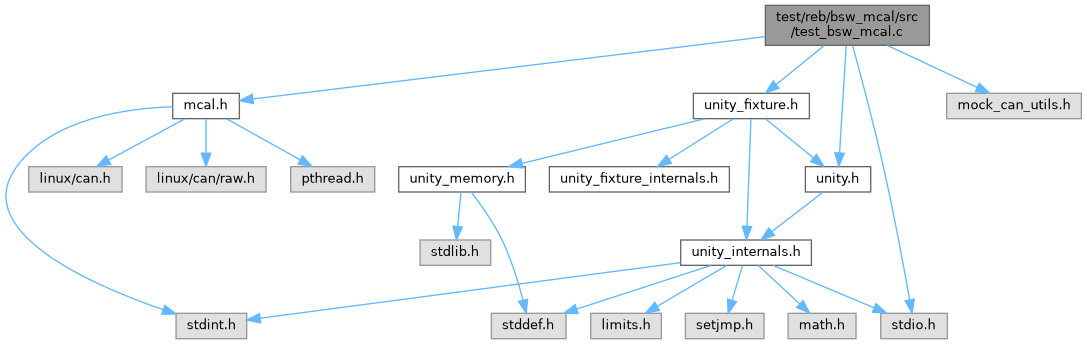 test/reb/bsw_mcal/src
/test_bsw_mcal.c
mcal.h
unity_fixture.h
mock_can_utils.h
linux/can.h
linux/can/raw.h
pthread.h
unity_memory.h
unity_fixture_internals.h
unity.h
stdlib.h
unity_internals.h
stdint.h
stddef.h
limits.h
setjmp.h
math.h
stdio.h